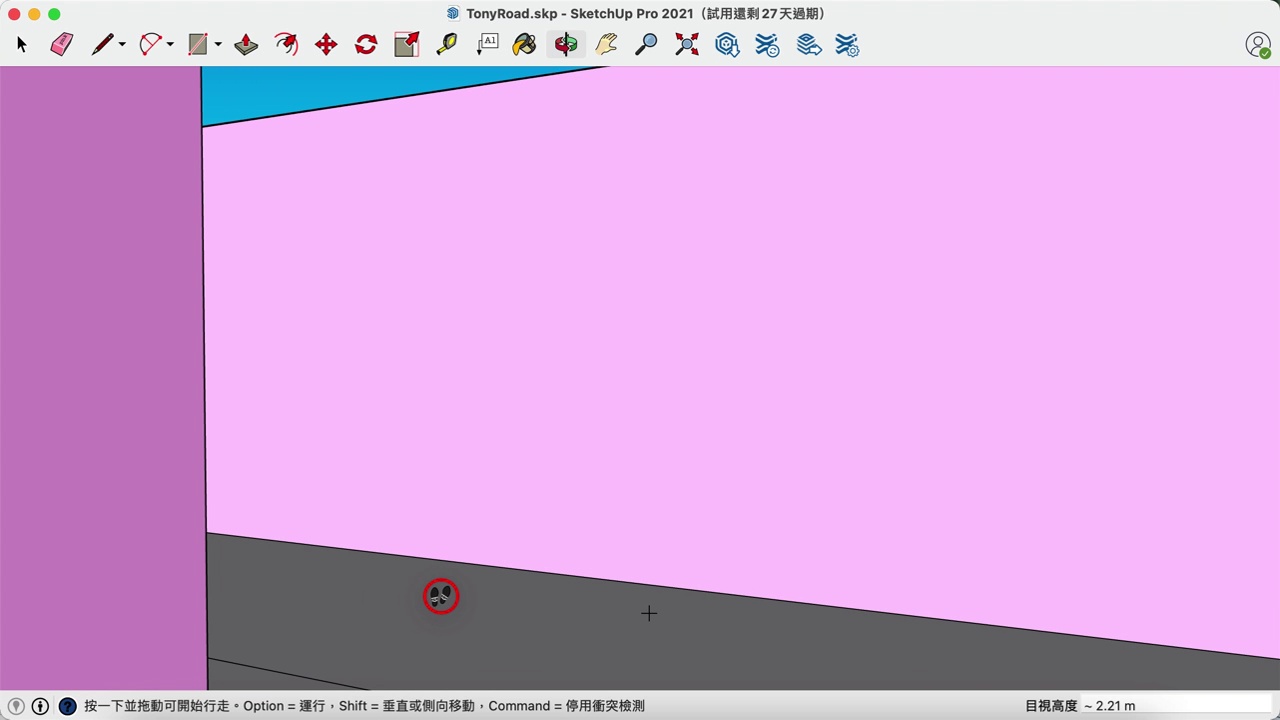 TonyRoad.skp - SketchUp Pro 2021（試用還剩 27 天過期）
A1
按一下並拖動可開始行走。Option = 運行，Shift = 垂直或側向移動，Command = 停用衝突檢測
目視高度 ~ 2.21 m